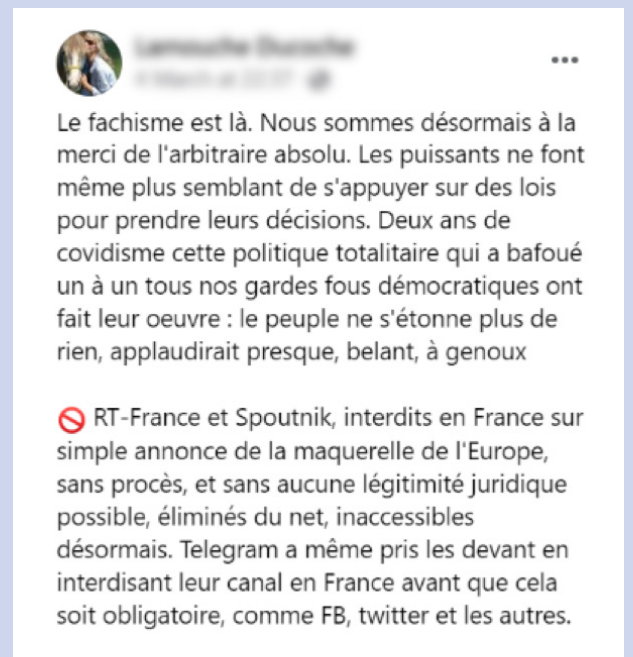 Le fachisme est là. Nous sommes désormais à la
merci de l'arbitraire absolu. Les puissants ne font
même plus semblant de s'appuyer sur des lois
pour prendre leurs décisions. Deux ans de
covidisme cette politique totalitaire qui a bafoué
un à un tous nos gardes fous démocratiques ont
fait leur oeuvre : le peuple ne s'étonne plus de
rien, applaudirait presque, belant, à genoux
🚫 RT-France et Spoutnik, interdits en France sur
simple annonce de la maquerelle de l'Europe,
sans procès, et sans aucune légitimité juridique
possible, éliminés du net, inaccessibles
désormais. Telegram a même pris les devant en
interdisant leur canal en France avant que cela
soit obligatoire, comme FB, twitter et les autres.